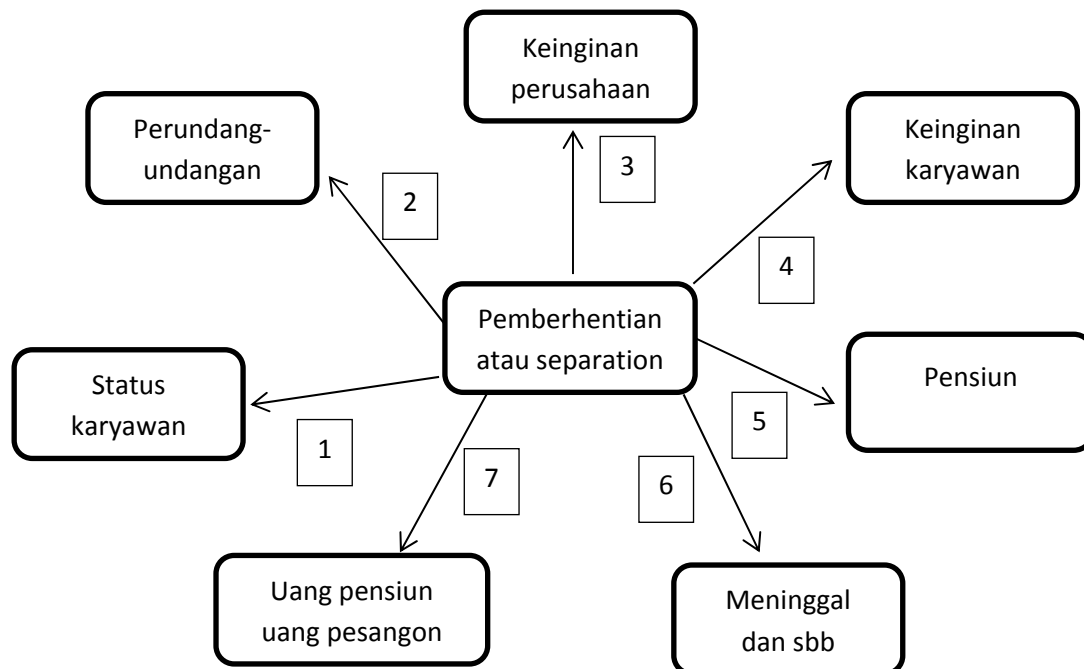 Keinginan
perusahaan
Perundang-
undangan
Keinginan
karyawan
3
2
4
Pemberhentian
atau separation
Pensiun
Status
karyawan
1
5
7
6
Uang pensiun
uang pesangon
Meninggal
dan sbb